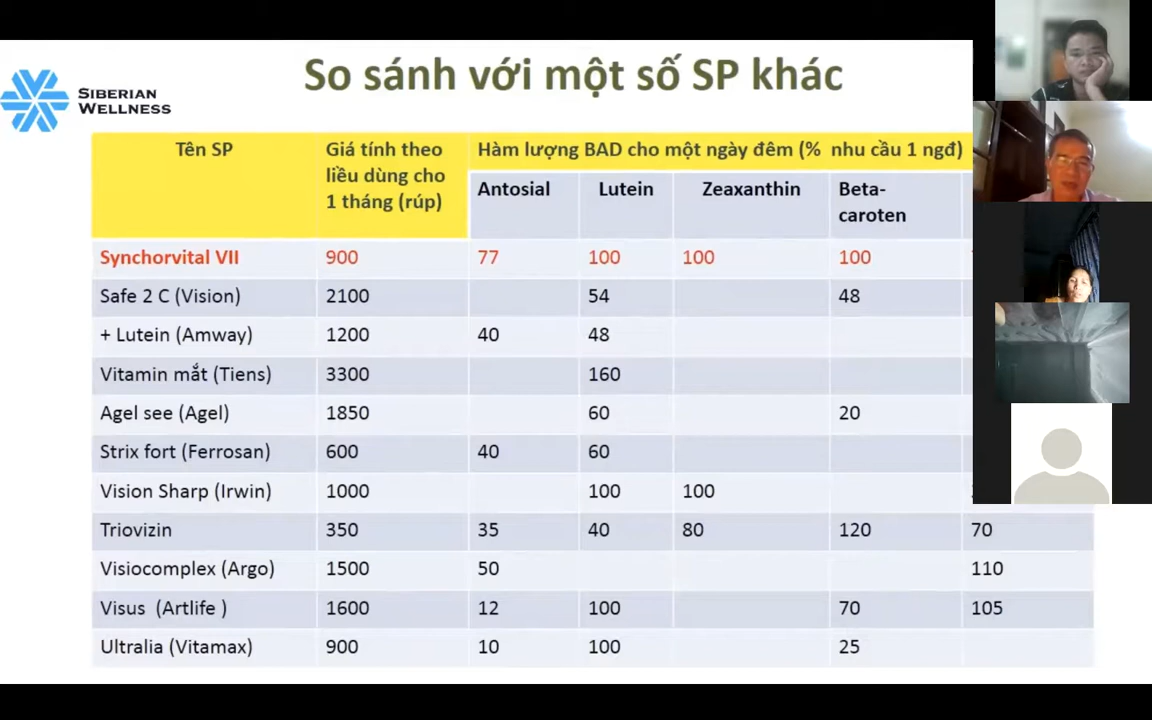 So sánh với một số SP khác
SIBERIAN
WELLNESS
Tên SP
Giá tính theo
liều dùng cho
1 tháng (rúp)
Hàm lượng BAD cho một ngày đêm (% nhu cầu 1 ngđ)
Antosial Lutein Zeaxanthin Beta-
caroten
Synchorvital VII 900 77 100 100 100
Safe 2 C (Vision) 2100 54 48
+ Lutein (Amway) 1200 40 48
Vitamin mắt (Tiens) 3300 160
Agel see (Agel) 1850 60 20
Strix fort (Ferrosan) 600 40 60
Vision Sharp (Irwin) 1000 100 100
Triovizin 350 35 40 80 120 70
Visiocomplex (Argo) 1500 50 110
Visus (Artlife ) 1600 12 100 70 105
Ultralia (Vitamax) 900 10 100 25